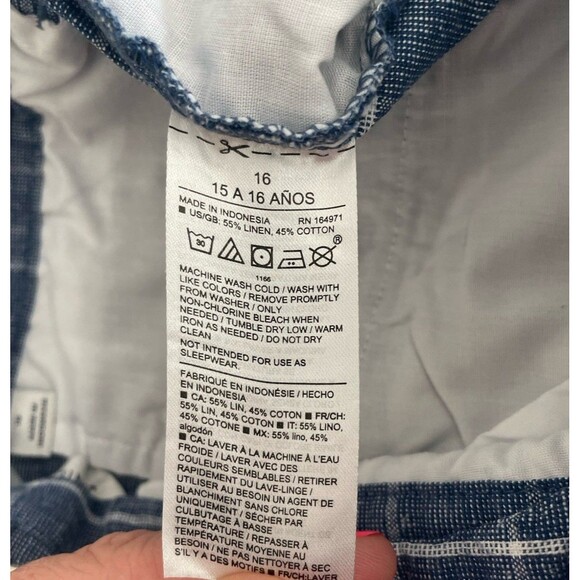 16
15 A 16 AÑOS
MADE IN INDONESIA RN 164971
■ US/GB: 55% LINEN, 45% COTTON
30
®
1166
MACHINE WASH COLD / WASH WITH
LIKE COLORS / REMOVE PROMPTLY
FROM WASHER / ONLY
NON-CHLORINE BLEACH WHEN
NEEDED / TUMBLE DRY LOW / WARM
IRON AS NEEDED / DO NOT DRY
CLEAN
NOT INTENDED FOR USE AS
SLEEPWEAR.
FABRIQUÉ EN INDONÉSIE / HECHO
EN INDONESIA
■ CA: 55% LIN, 45% COTON ■ FR/CH:
55% LIN, 45% COTON ■ IT: 55% LINO,
45% COTONE ■ MX: 55% lino, 45%
algodón
■ CA: LAVER À LA MACHINE À L'EAU
FROIDE / LAVER AVEC DES
COULEURS SEMBLABLES / RETIRER
RAPIDEMENT DU LAVE-LINGE /
UTILISER AU BESOIN UN AGENT DE
BLANCHIMENT SANS CHLORE
UNIQUEMENT / SÉCHER PAR
CULBUTAGE À BASSE
TEMPÉRATURE / REPASSER À
TEMPÉRATURE MOYENNE AU
BESOIN / NE PAS NETTOYER À SEC
S'IL Y A DES MOTIFS ■ FR/CH:LAVER